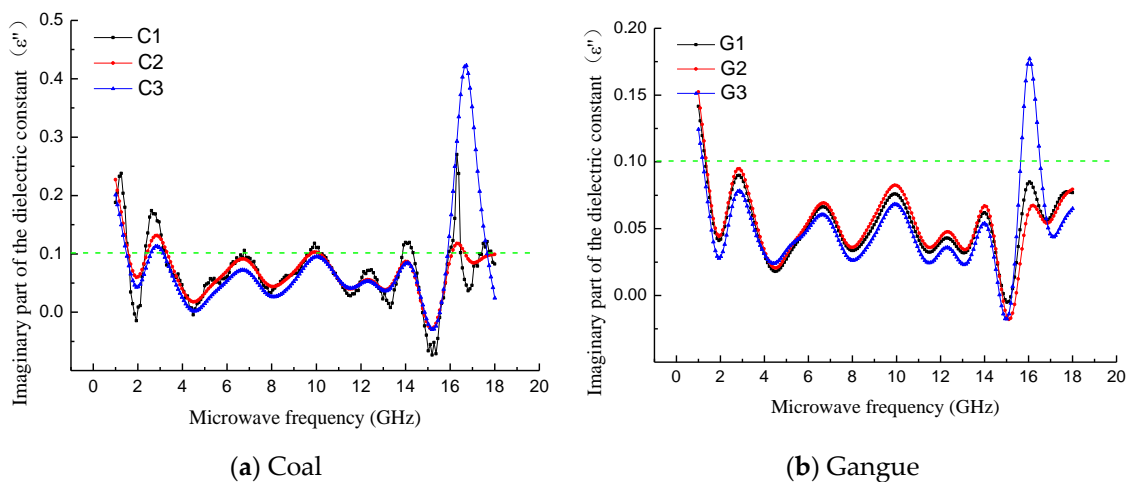 Imaginary part of the dielectric constant（ε"）
0.5
0.4
0.3
0.2
0.1
0.0
C1
C2
C3
0 2 4 6 8 10 12 14 16 18 20
Microwave frequency (GHz)
(a) Coal
Imaginary part of the dielectric constant（ε"）
0.20
0.15
0.10
0.05
0.00
G1
G2
G3
0 2 4 6 8 10 12 14 16 18 20
Microwave frequency (GHz)
(b) Gangue